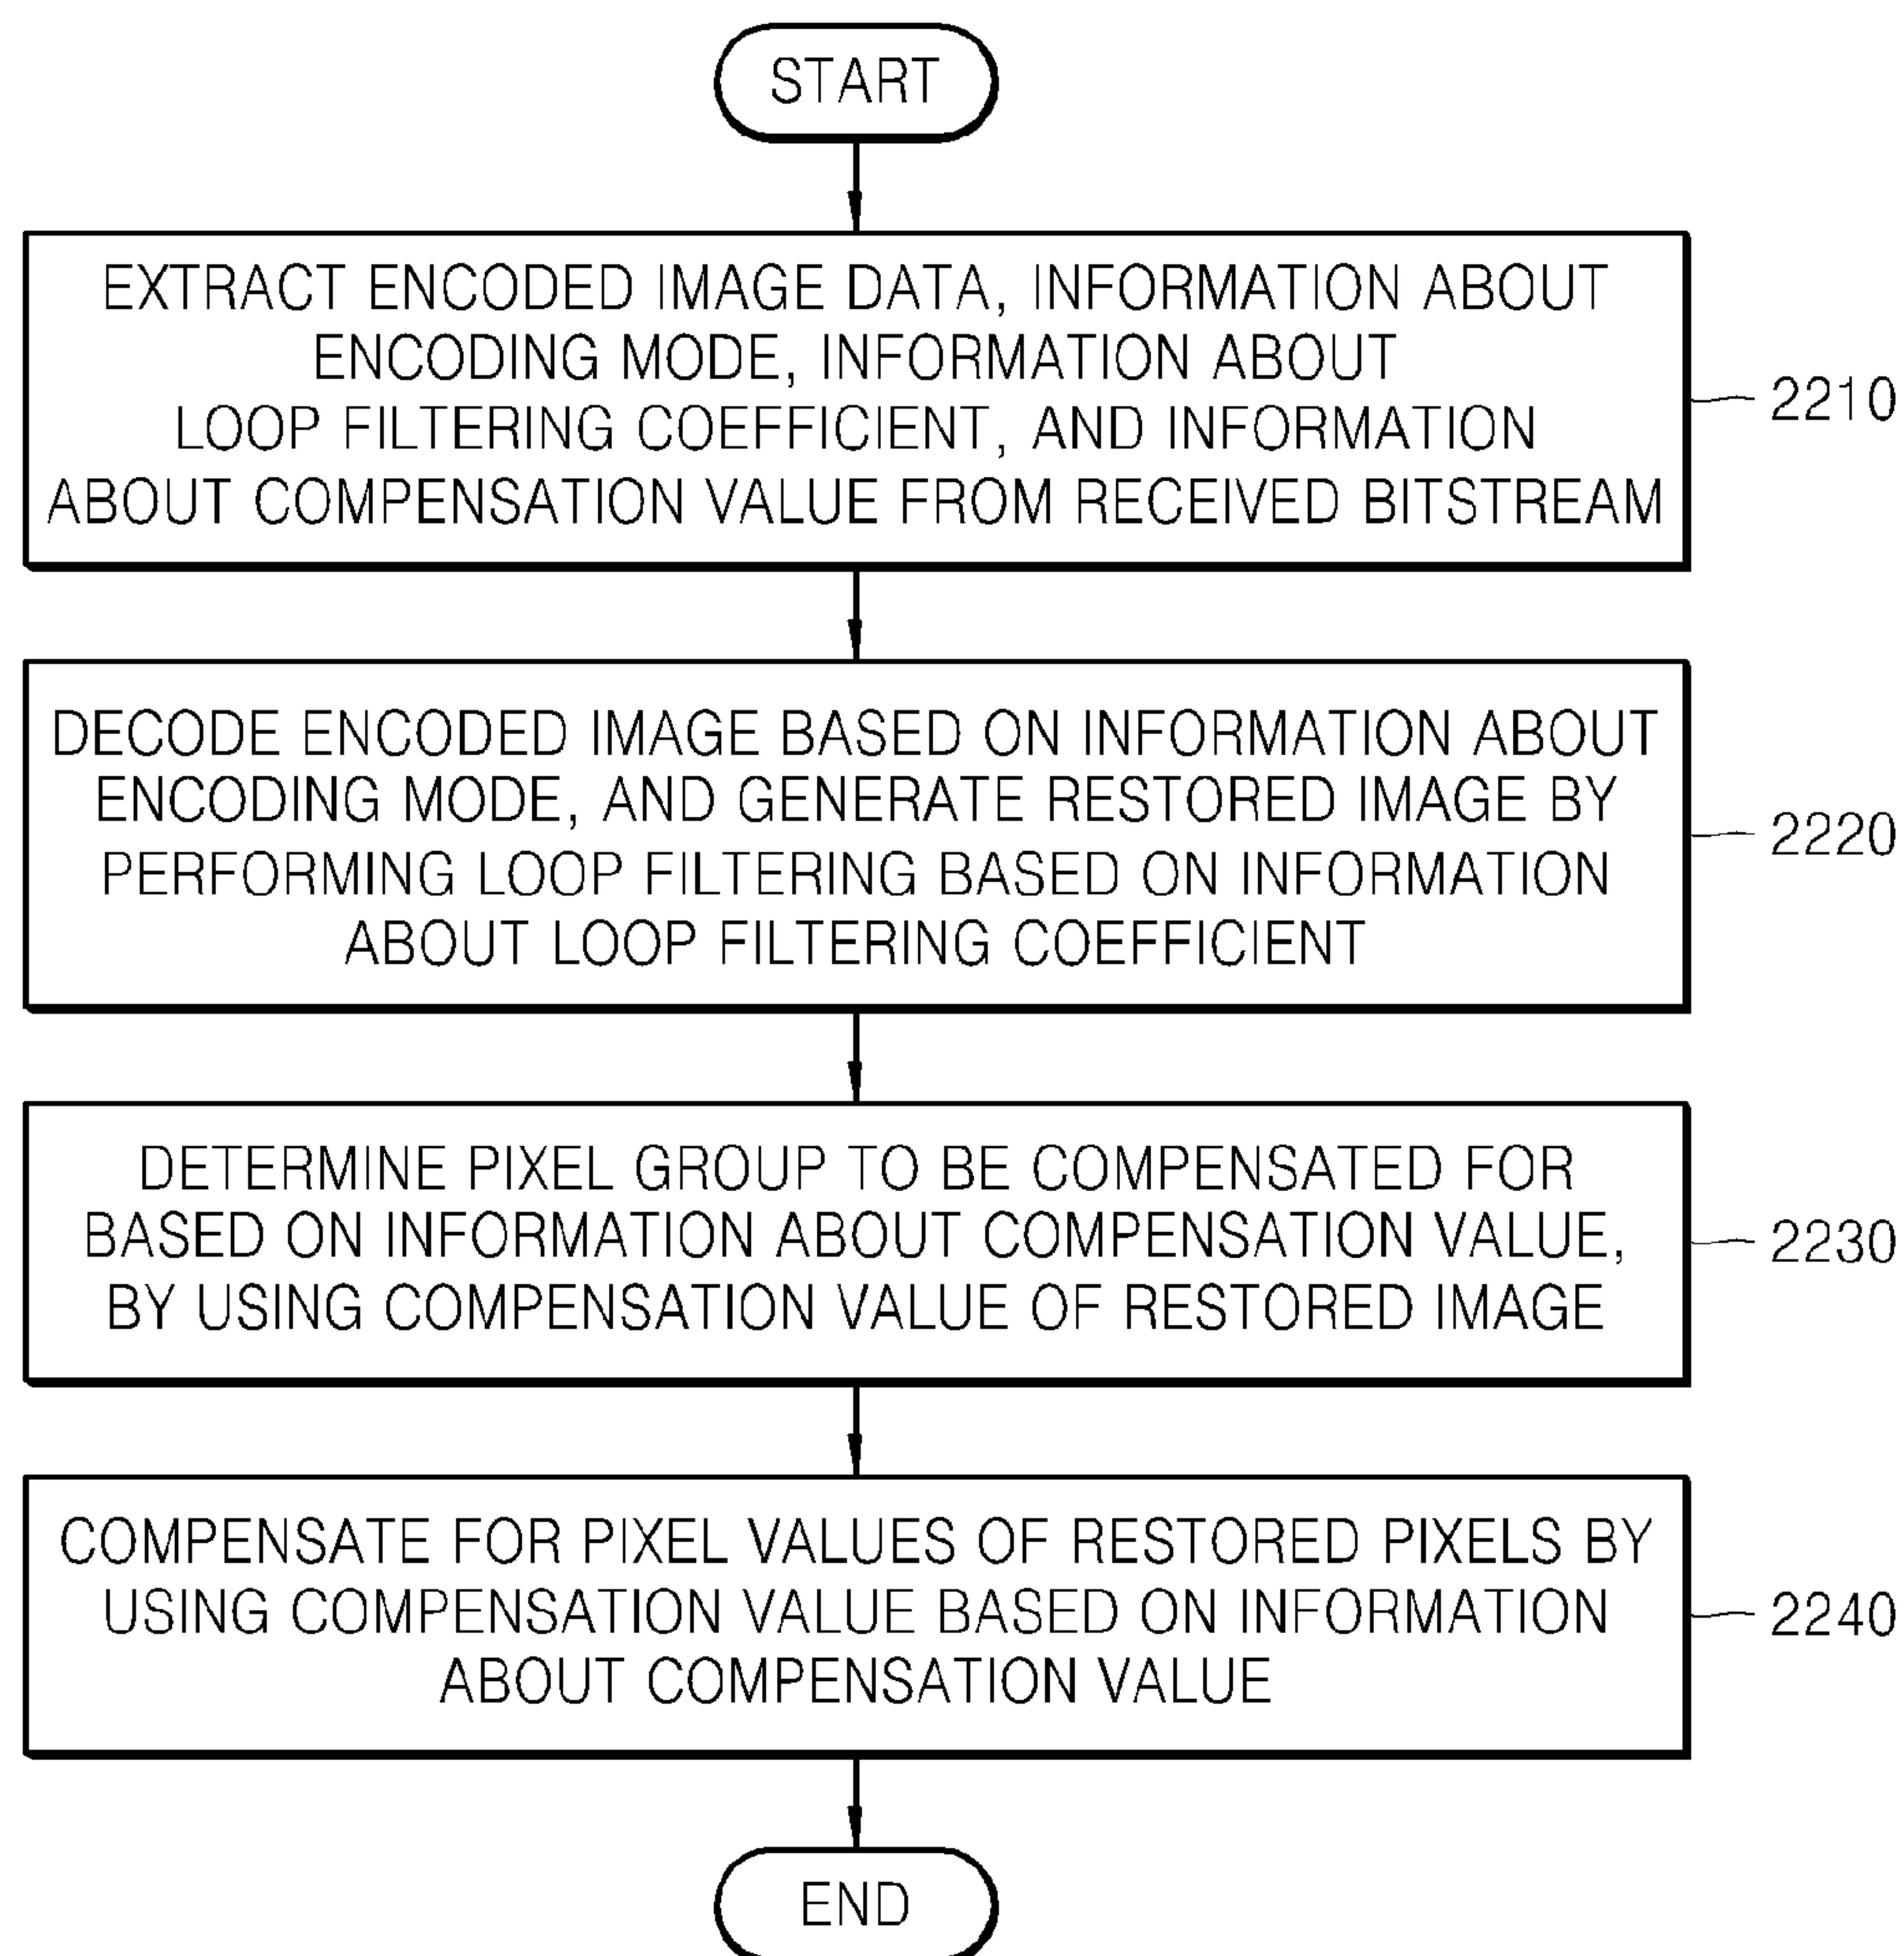 START
EXTRACT ENCODED IMAGE DATA, INFORMATION ABOUT
ENCODING MODE, INFORMATION ABOUT
LOOP FILTERING COEFFICIENT, AND INFORMATION
ABOUT COMPENSATION VALUE FROM RECEIVED BITSTREAM
2210
DECODE ENCODED IMAGE BASED ON INFORMATION ABOUT
ENCODING MODE, AND GENERATE RESTORED IMAGE BY
PERFORMING LOOP FILTERING BASED ON INFORMATION
ABOUT LOOP FILTERING COEFFICIENT
2220
DETERMINE PIXEL GROUP TO BE COMPENSATED FOR
BASED ON INFORMATION ABOUT COMPENSATION VALUE,
BY USING COMPENSATION VALUE OF RESTORED IMAGE
2230
COMPENSATE FOR PIXEL VALUES OF RESTORED PIXELS BY
USING COMPENSATION VALUE BASED ON INFORMATION
ABOUT COMPENSATION VALUE
2240
END